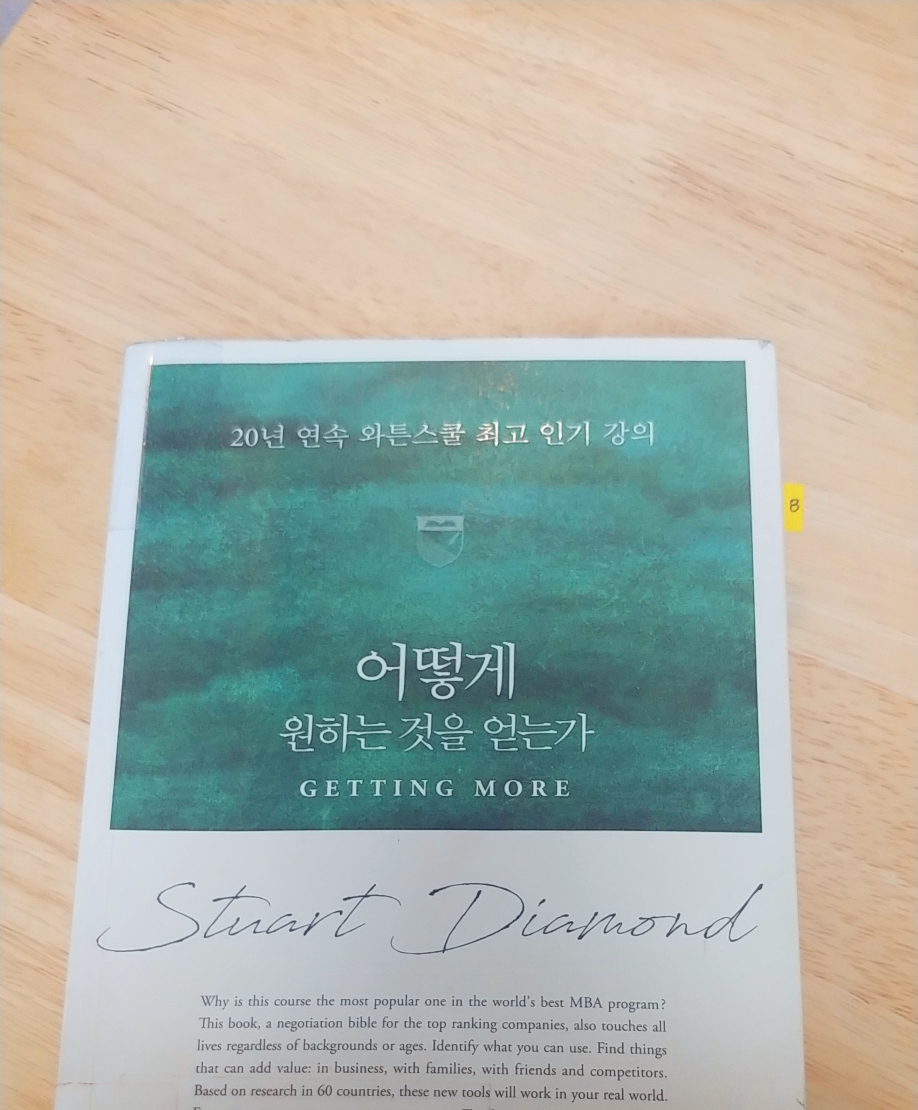 20년 연속 와튼스쿨 최고 인기 강의
어떻게
원하는 것을 얻는가
GETTING MORE
B
Stuart Diamond
Why is this course the most popular one in the world's best MBA program?
This book, a negotiation bible for the top ranking companies, also touches all
lives regardless of backgrounds or ages. Identify what you can use. Find things
that can add value: in business, with families, with friends and competitors.
Based on research in 60 countries, these new tools will work in your real world.